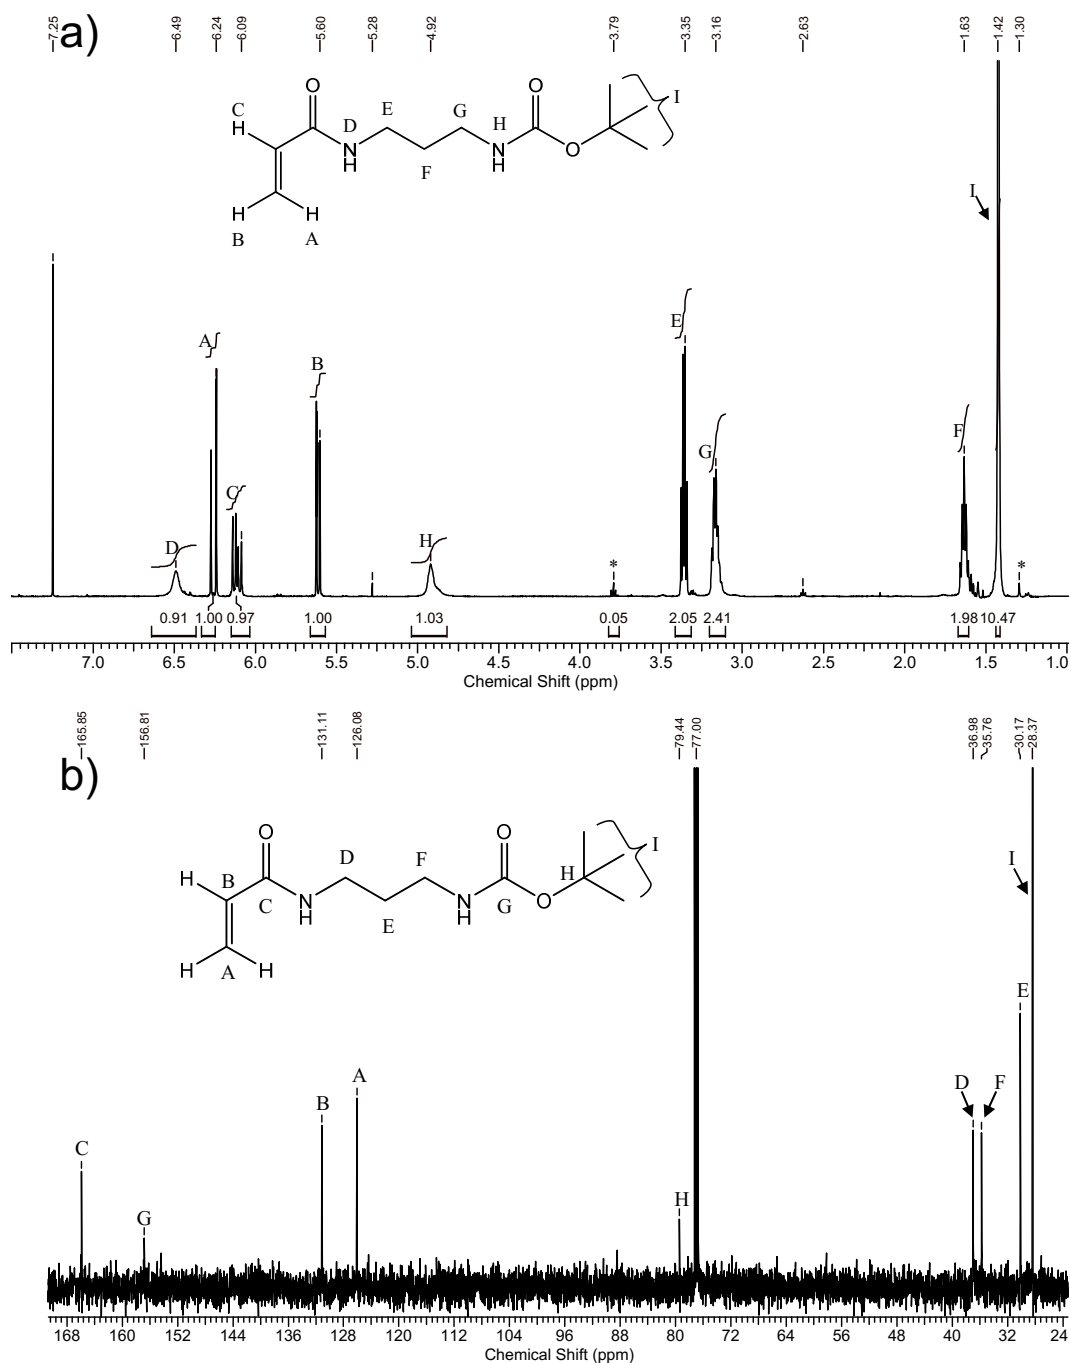 a)
7.25 6.49 6.24 6.09 5.60 5.28 4.92 3.79 3.35 3.16 2.63 1.63 1.42 1.30
O
C
H
D
N
H
E
F
G
H
N
H
O
O
I
H
H
B
A
I
A
B
C
D
H
*
E
G
F
*
0.91 1.00 0.97 1.00 1.03 0.05 2.05 2.41 1.98 10.47
7.0 6.5 6.0 5.5 5.0 4.5 4.0 3.5 3.0 2.5 2.0 1.5 1.0
Chemical Shift (ppm)
165.85 156.81 131.11 126.08 79.44 77.00 36.98 35.76 30.17 28.37
b)
O
H
B
C
N
H
D
E
F
N
H
O
G
O
H
I
H
A
H
I
E
D
F
A
B
C
G
H
168 160 152 144 136 128 120 112 104 96 88 80 72 64 56 48 40 32 24
Chemical Shift (ppm)